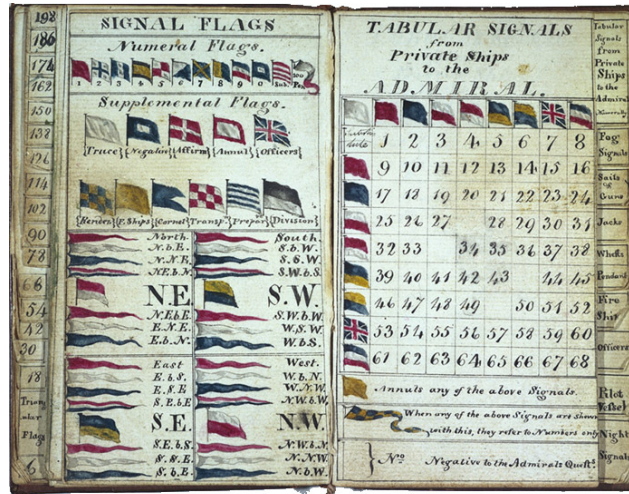 198
186
174
162
150
138
126
114
102
90
78
66
54
42
30
18
6
SIGNAL FLAGS
Numeral Flags.
1 2 3 4 5 6 7 8 9 0 Sub.
Supplemental Flags.
Truce Negative Affirm Annul Officers
Rendez P. Ships Cornet Transp. Prepar Division
North
N.b.E.
N.N.E.
NE.b.N.
N.E.
N.E.b.E
E.N.E.
E.b.N.
East
E.b.S.
E.S.E
S.E.b.E
S.E.
S.E.b.S.
S.S.E.
S.b.E.
South.
S.b.W.
S.S.W.
S.W.b.S.
S.W.
S.W.b.W.
W.S.W.
W.b.S.
West.
W.b.N.
W.N.W.
N.W.b.W.
N.W.
N.W.b.N.
N.N.W.
N.b.W.
TABULAR SIGNALS
from
Private Ships
to the
ADMIRAL.
1 2 3 4 5 6 7 8
9 10 11 12 13 14 15 16
17 18 19 20 21 22 23 24
25 26 27 28 29 30 31
32 33 34 35 36 37 38
39 40 41 42 43 44 45
46 47 48 49 50 51 52
53 54 55 56 57 58 59 60
61 62 63 64 65 66 67 68
Annuls any of the above Signals.
When any of the above Signals are shewn
with this, they refer to Numbers only
No Negative to the Admirals Quest.
Tabular
Signals
from
Private
Ships
to the
Admiral
Fog
Signals
Sails
&
Guns
Jacks
Whefts
Pendants
Fire
Ship
Officers
Pilot
Vessel
Night
Signals